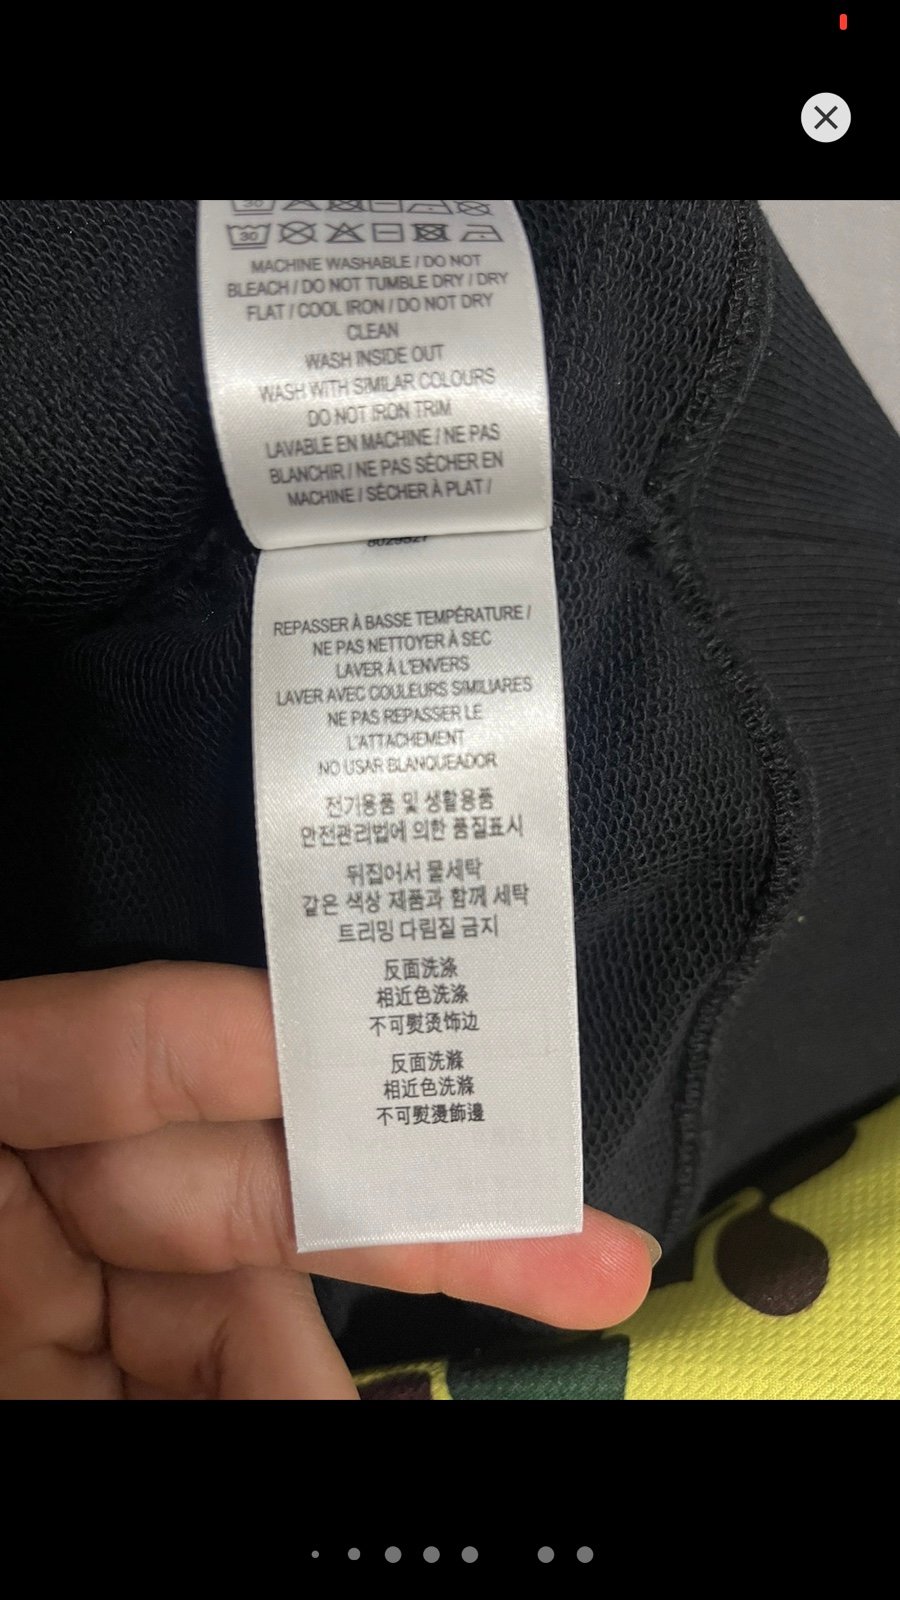 30
30
MACHINE WASHABLE / DO NOT
BLEACH / DO NOT TUMBLE DRY / DRY
FLAT / COOL IRON / DO NOT DRY
CLEAN
WASH INSIDE OUT
WASH WITH SIMILAR COLOURS
DO NOT IRON TRIM
LAVABLE EN MACHINE / NE PAS
BLANCHIR / NE PAS SÉCHER EN
MACHINE / SÉCHER À PLAT /
REPASSER À BASSE TEMPÉRATURE /
NE PAS NETTOYER À SEC
LAVER À L'ENVERS
LAVER AVEC COULEURS SIMILIARES
NE PAS REPASSER LE
L'ATTACHEMENT
NO USAR BLANQUEADOR
전기용품 및 생활용품
안전관리법에 의한 품질표시
뒤집어서 물세탁
같은 색상 제품과 함께 세탁
트리밍 다림질 금지
反面洗涤
相近色洗涤
不可熨烫饰边
反面洗滌
相近色洗滌
不可熨燙飾邊